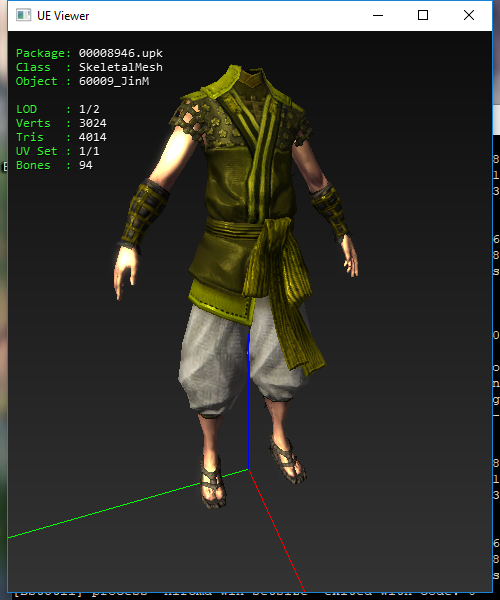 UE Viewer
Package: 00008946.upk
Class : SkeletalMesh
Object : 60009_JinM
LOD : 1/2
Verts : 3024
Tris : 4014
UV Set : 1/1
Bones : 94